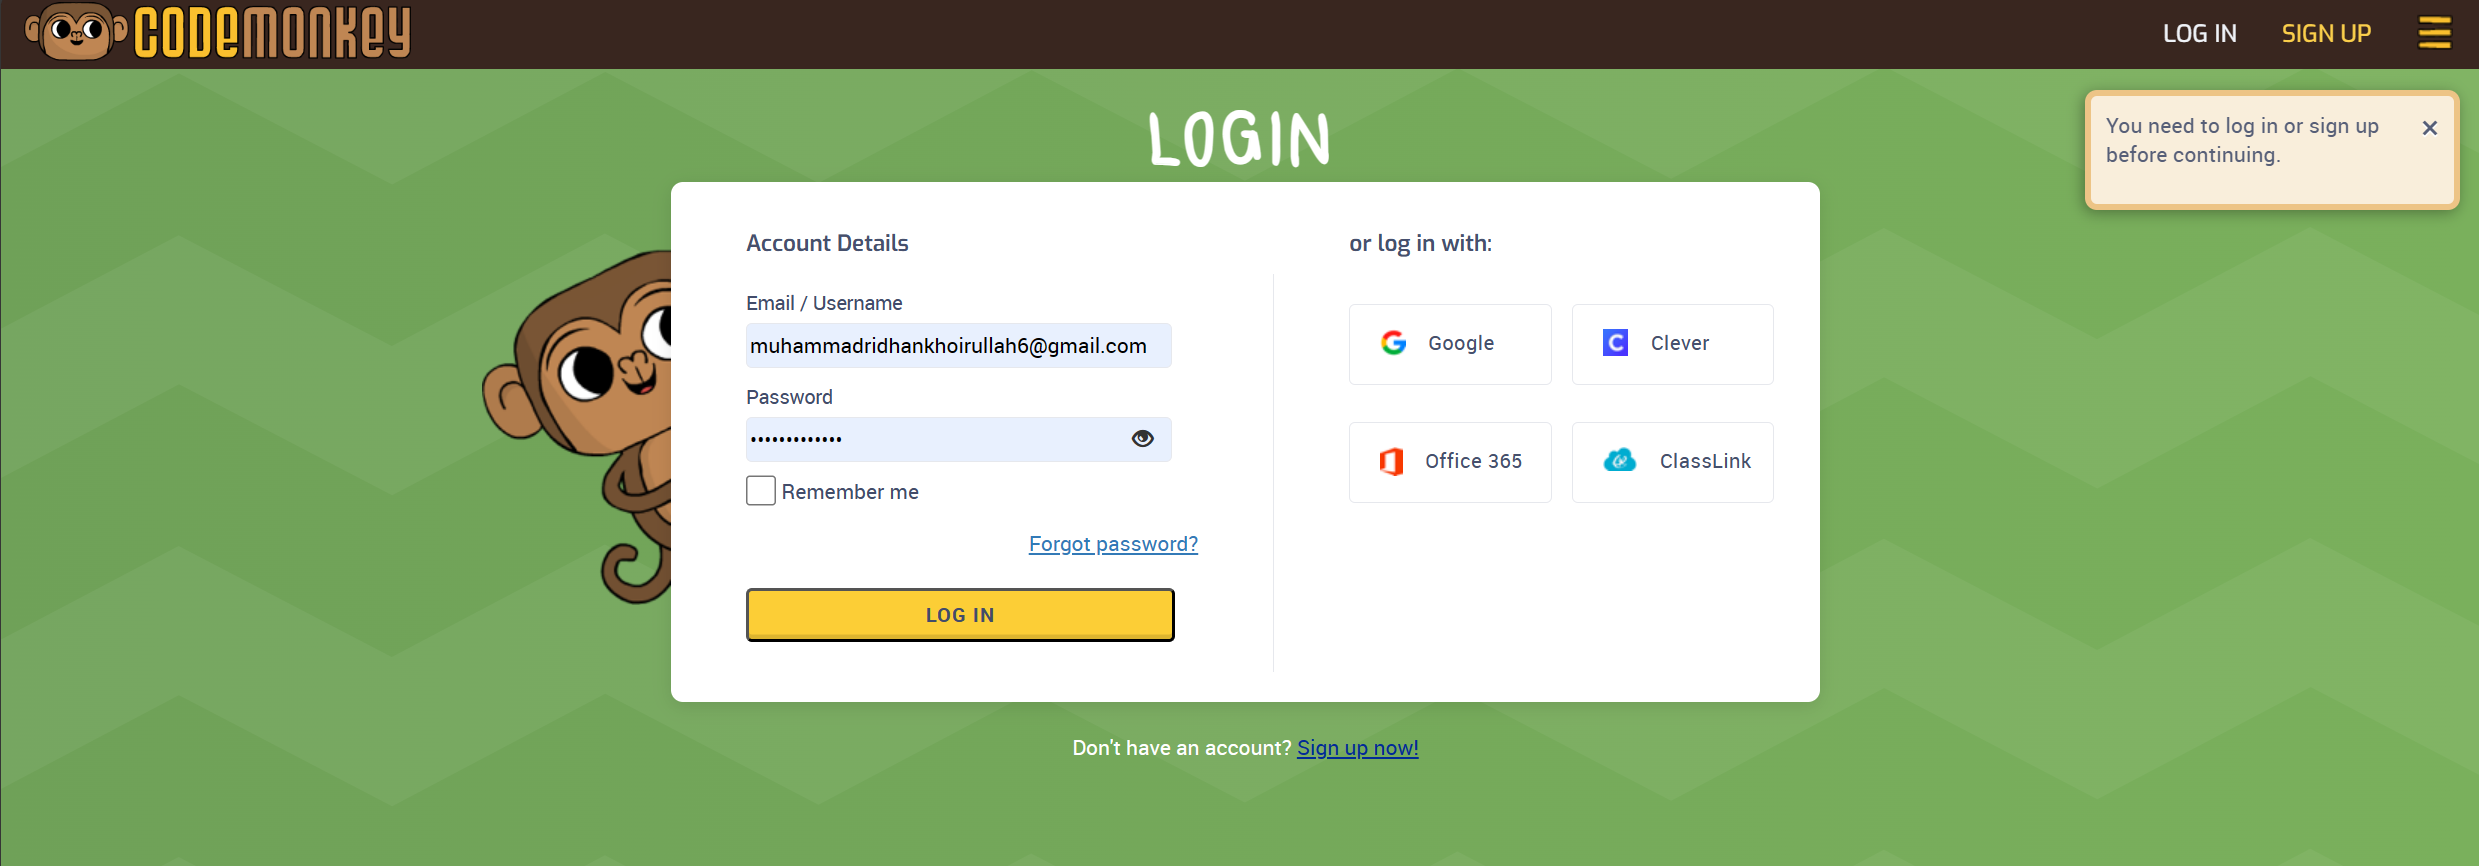 CODEMONKEY
LOG IN
SIGN UP
You need to log in or sign up
before continuing.
LOGIN
Account Details
Email / Username
muhammadridhankhoirullah6@gmail.com
Password
•••••••••••••
Remember me
Forgot password?
LOG IN
or log in with:
Google
Clever
Office 365
ClassLink
Don't have an account? Sign up now!